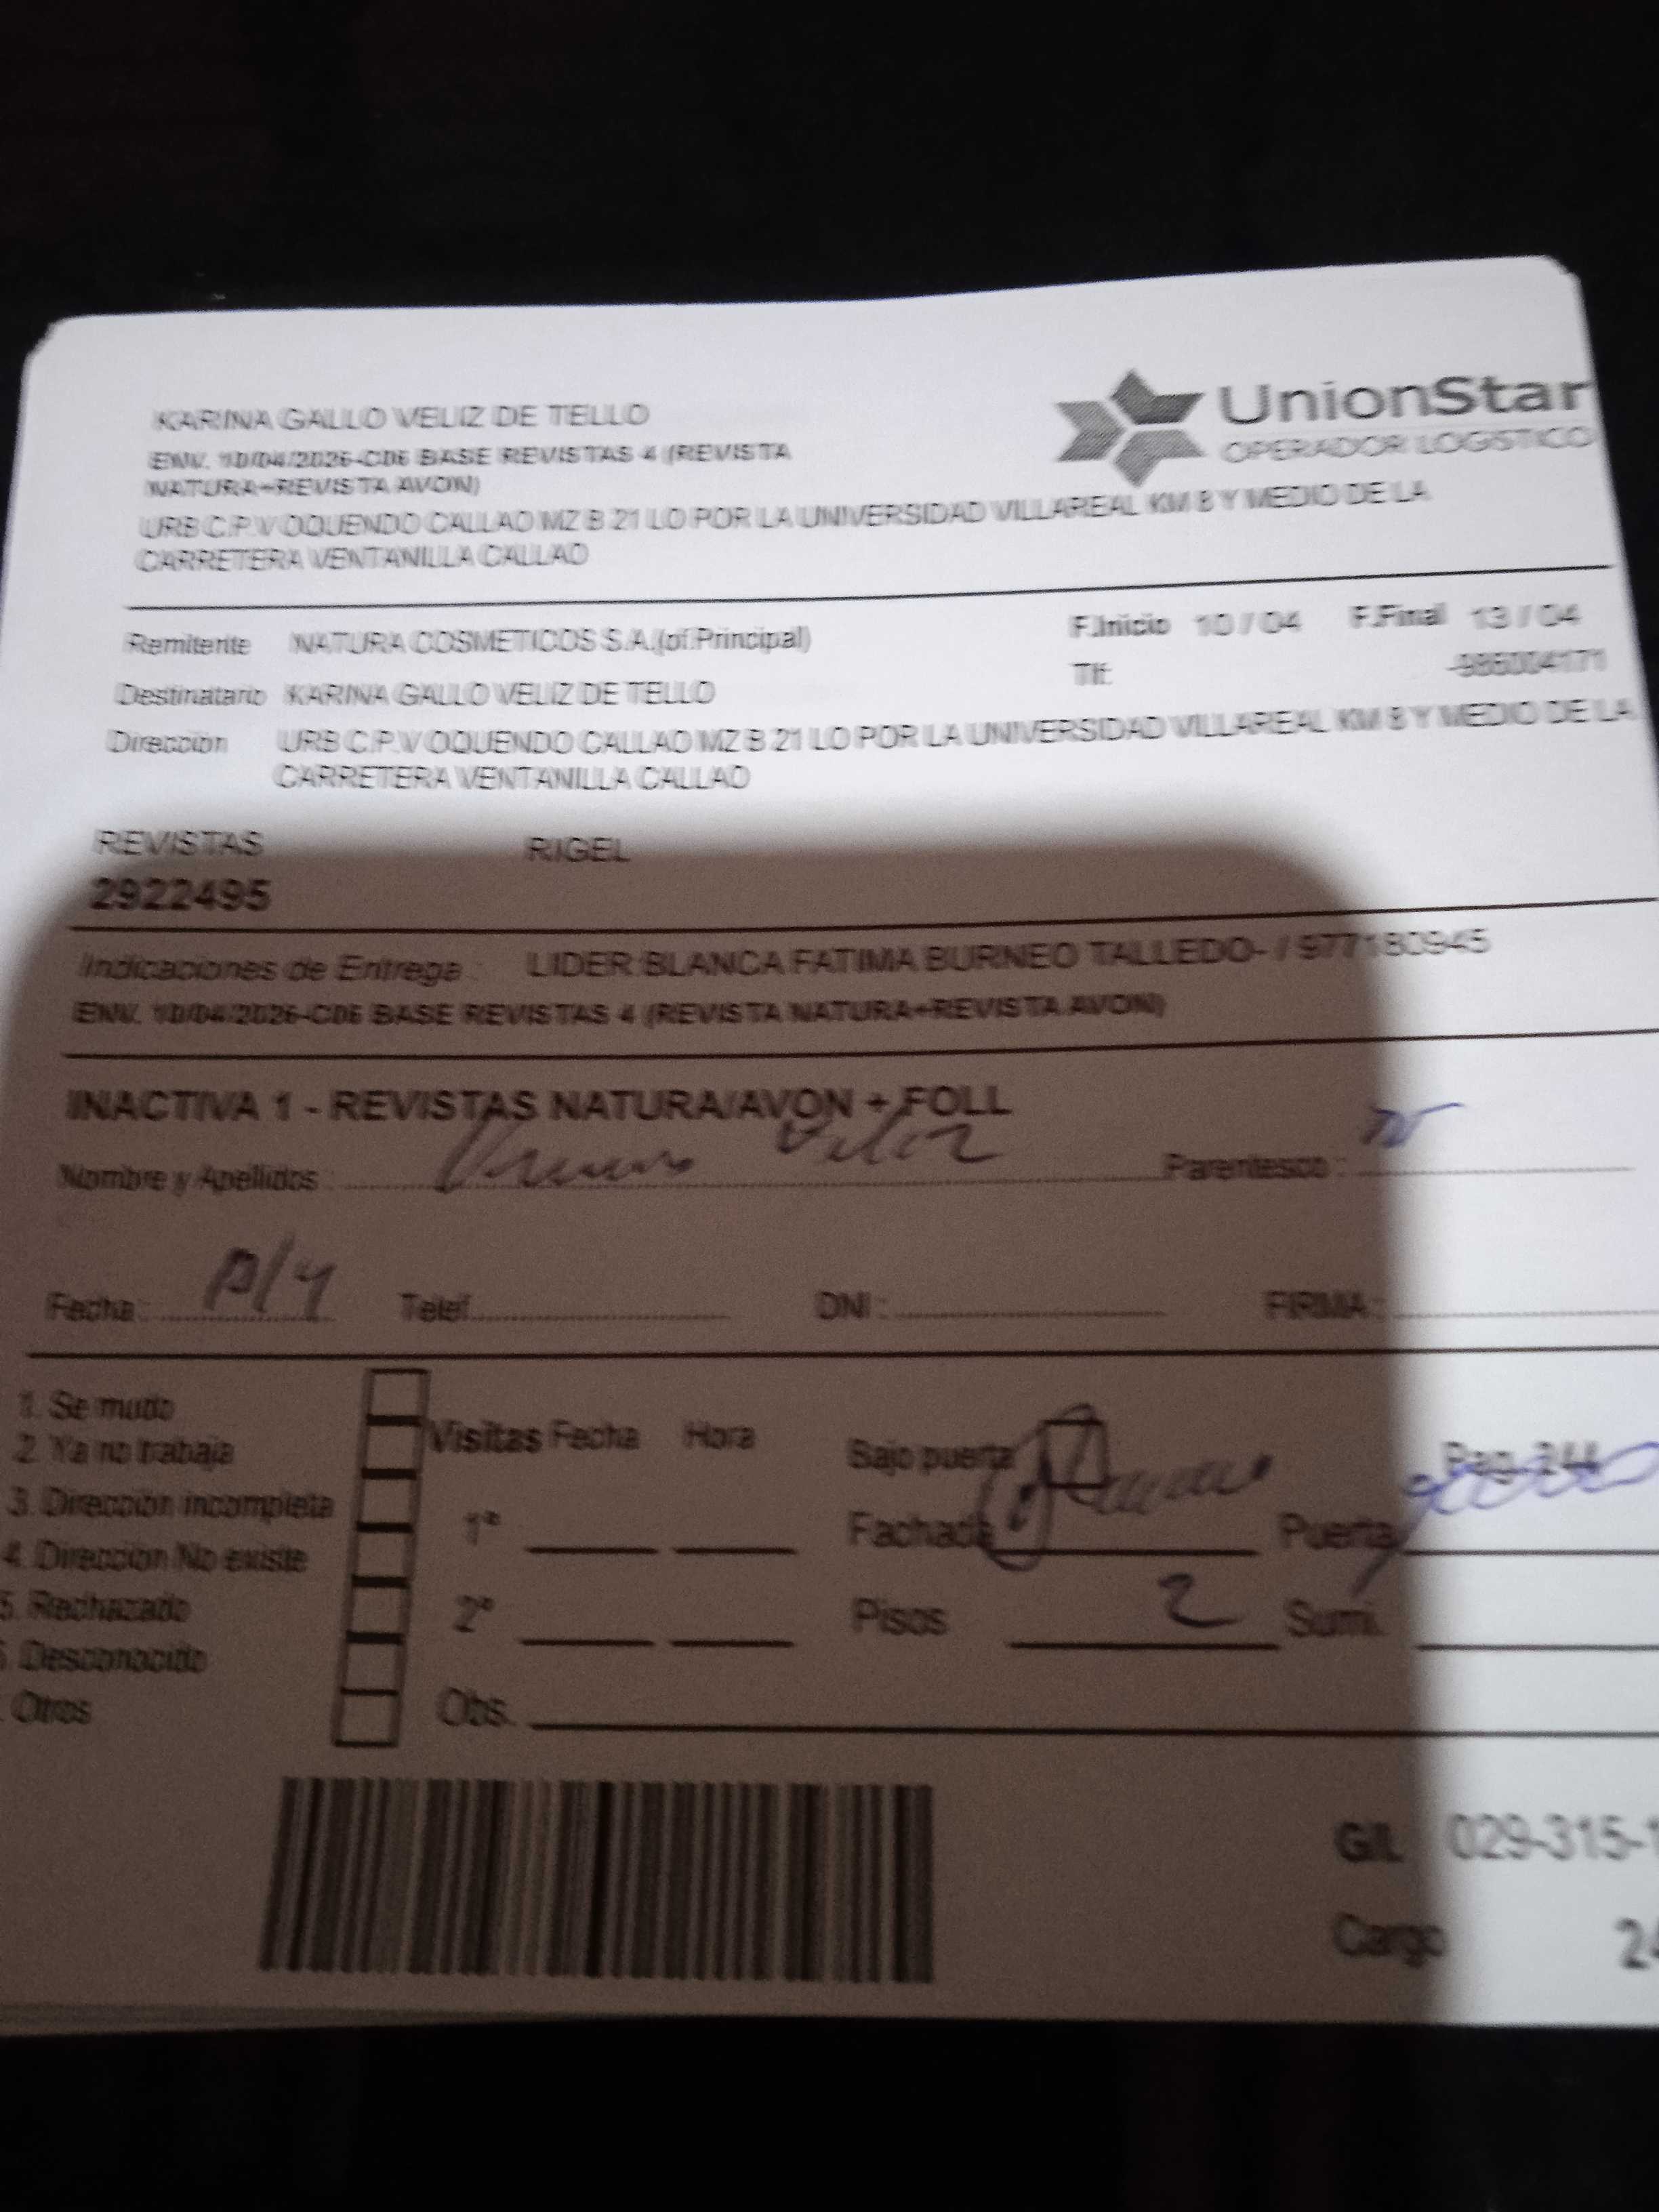 KARINA GALLO VELIZ DE TELLO
ENV. 10/04/2026-C06 BASE REVISTAS 4 (REVISTA
NATURA+REVISTA AVON)
URB C.P.V OQUENDO CALLAO MZ B 21 LO POR LA UNIVERSIDAD VILLAREAL KM 8 Y MEDIO DE LA
CARRETERA VENTANILLA CALLAO
UnionStar
OPERADOR LOGISTICO
Remitente NATURA COSMETICOS S.A.(of.Principal) F.Inicio 10 / 04 F.Final 13 / 04
Tlf: -986004171
Destinatario KARINA GALLO VELIZ DE TELLO
Dirección URB C.P.V OQUENDO CALLAO MZ B 21 LO POR LA UNIVERSIDAD VILLAREAL KM 8 Y MEDIO DE LA
CARRETERA VENTANILLA CALLAO
REVISTAS RIGEL
2922495
Indicaciones de Entrega : LIDER:BLANCA FATIMA BURNEO TALLEDO- / 977180945
ENV. 10/04/2026-C06 BASE REVISTAS 4 (REVISTA NATURA+REVISTA AVON)
INACTIVA 1 - REVISTAS NATURA/AVON + FOLL
Nombre y Apellidos : Veliz Parentesco :
Fecha : Telef. DNI : FIRMA :
1. Se mudo
2. Ya no trabaja
3. Dirección incompleta
4. Dirección No existe
5. Rechazado
. Desconocido
. Otros
Visitas Fecha Hora
1ª
2ª
Obs.
Bajo puerta Pag. 244
Fachada Puerta
Pisos 2 Sumi.
G/L 029-315-1
Cargo 24